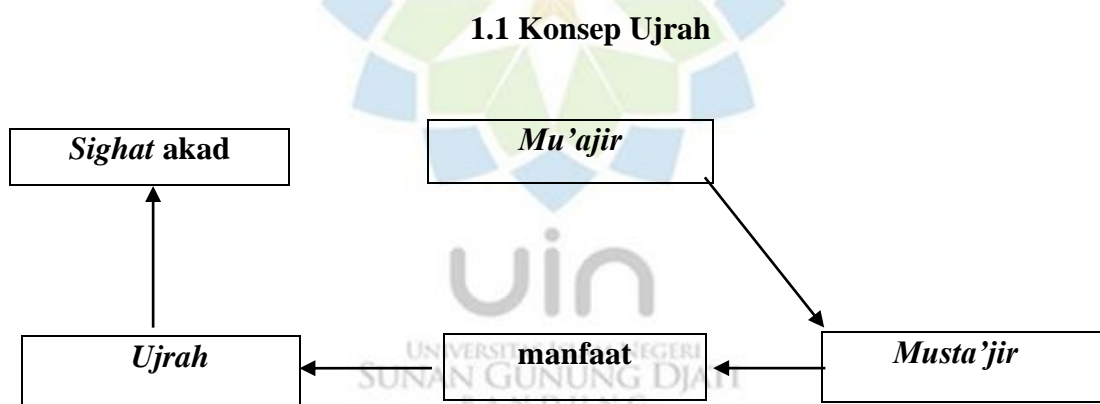 1.1 Konsep Ujrah
Sighat akad
Mu’ajir
uin
Ujrah
manfaat
Musta’jir
UNIVERSITAS ISLAM NEGERI
SUNAN GUNUNG DJATI
BANDUNG